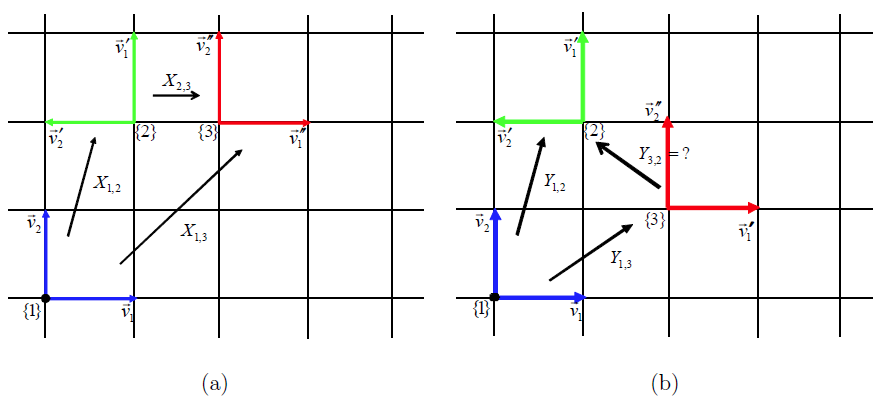 v⃗₁′ v⃗₂″
X₂,₃
v⃗₂′ {2} {3} v⃗₁″
X₁,₂
v⃗₂ X₁,₃
{1} v⃗₁
(a)
v⃗₁′
v⃗₂″
v⃗₂′ {2}
Y₃,₂ = ?
Y₁,₂
v⃗₂ {3} v⃗₁′
Y₁,₃
{1} v⃗₁
(b)